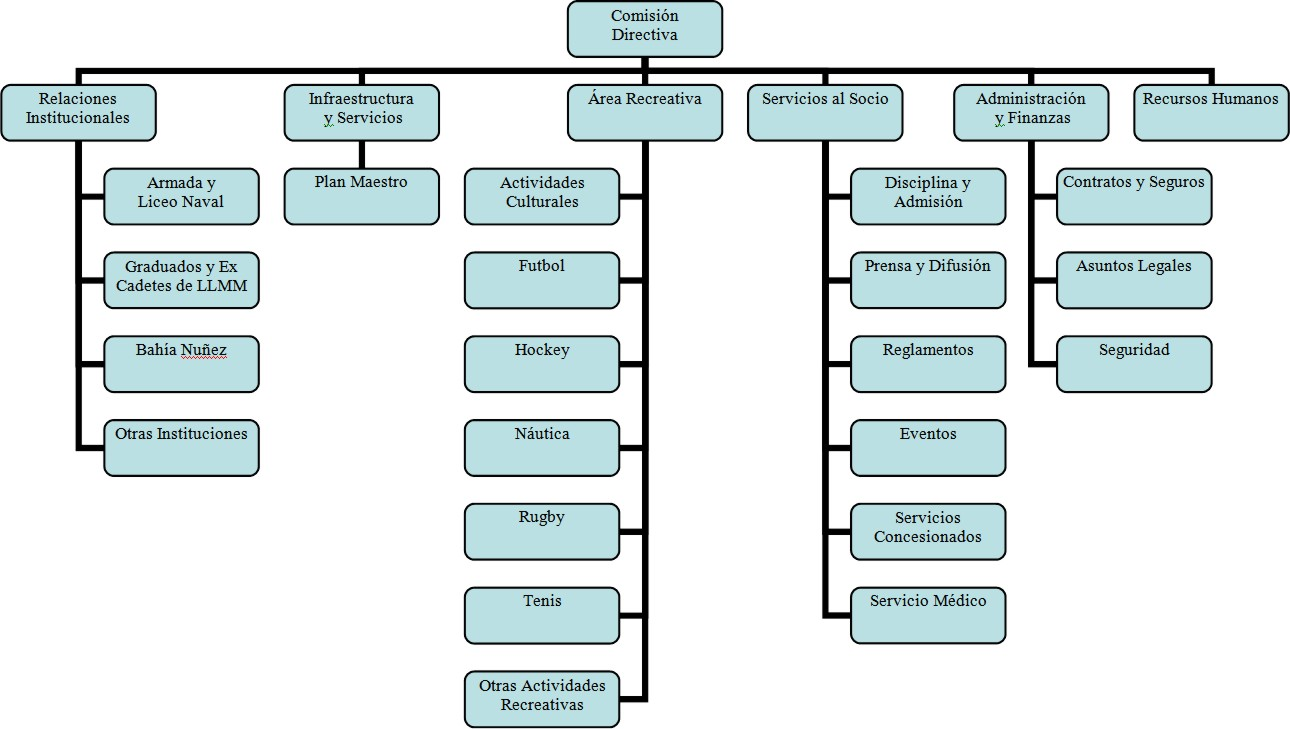 Comisión
Directiva
Relaciones
Institucionales
Infraestructura
y Servicios
Área Recreativa
Servicios al Socio
Administración
y Finanzas
Recursos Humanos
Armada y
Liceo Naval
Graduados y Ex
Cadetes de LLMM
Bahía Nuñez
Otras Instituciones
Plan Maestro
Actividades
Culturales
Futbol
Hockey
Náutica
Rugby
Tenis
Otras Actividades
Recreativas
Disciplina y
Admisión
Prensa y Difusión
Reglamentos
Eventos
Servicios
Concesionados
Servicio Médico
Contratos y Seguros
Asuntos Legales
Seguridad